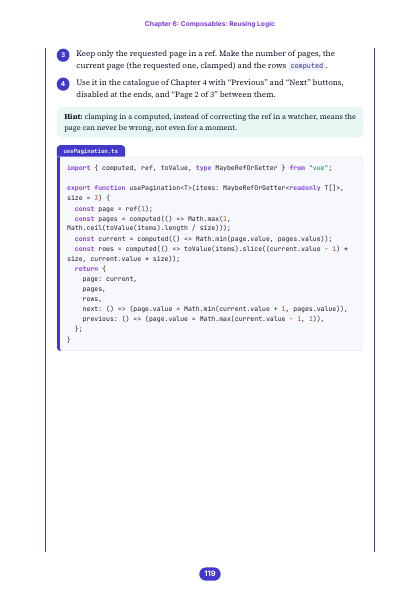 Chapter 6: Composables: Reusing Logic
3 Keep only the requested page in a ref. Make the number of pages, the
current page (the requested one, clamped) and the rows computed.
4 Use it in the catalogue of Chapter 4 with “Previous” and “Next” buttons,
disabled at the ends, and “Page 2 of 3” between them.
Hint: clamping in a computed, instead of correcting the ref in a watcher, means the
page can never be wrong, not even for a moment.
usePagination.ts
import { computed, ref, toValue, type MaybeRefOrGetter } from "vue";
export function usePagination<T>(items: MaybeRefOrGetter<readonly T[]>,
size = 3) {
  const page = ref(1);
  const pages = computed(() => Math.max(1,
Math.ceil(toValue(items).length / size)));
  const current = computed(() => Math.min(page.value, pages.value));
  const rows = computed(() => toValue(items).slice((current.value - 1) *
size, current.value * size));
  return {
    page: current,
    pages,
    rows,
    next: () => (page.value = Math.min(current.value + 1, pages.value)),
    previous: () => (page.value = Math.max(current.value - 1, 1)),
  };
}
119